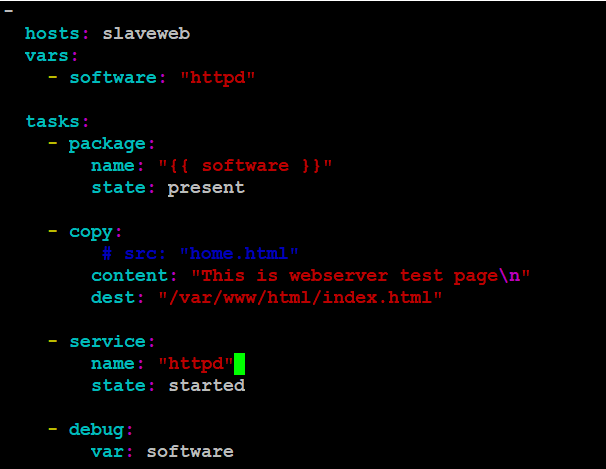 -
  hosts: slaveweb
  vars:
    - software: "httpd"

  tasks:
    - package:
        name: "{{ software }}"
        state: present

    - copy:
         # src: "home.html"
        content: "This is webserver test page\n"
        dest: "/var/www/html/index.html"

    - service:
        name: "httpd"
        state: started

    - debug:
        var: software